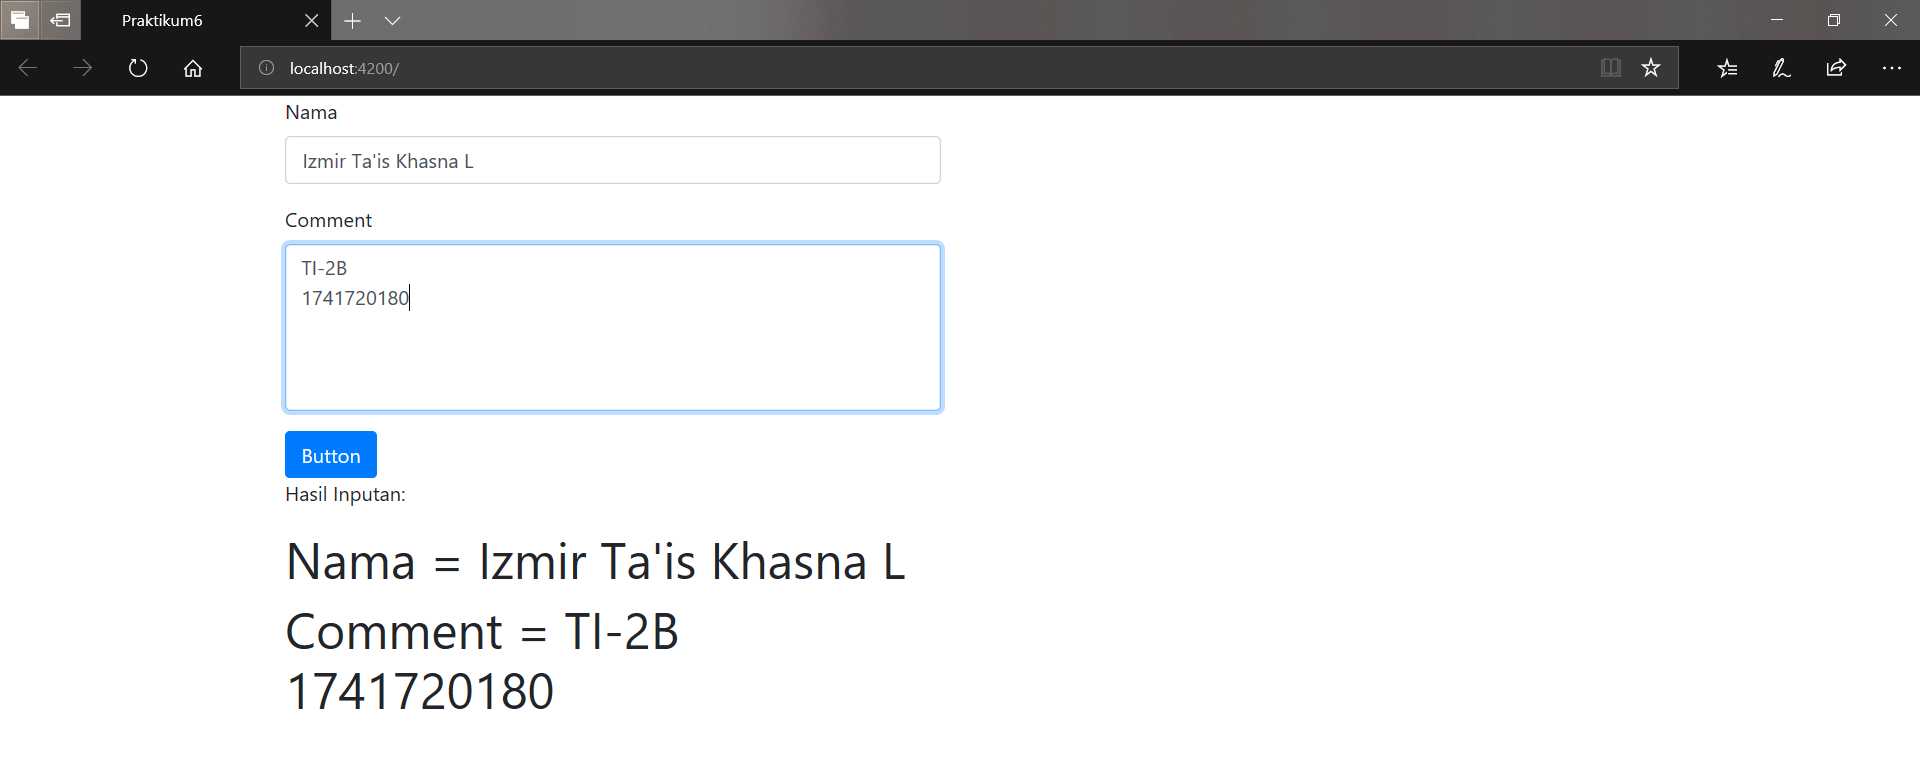 Praktikum6
localhost:4200/
Nama
Izmir Ta'is Khasna L
Comment
TI-2B
1741720180
Button
Hasil Inputan:
Nama = Izmir Ta'is Khasna L
Comment = TI-2B
1741720180